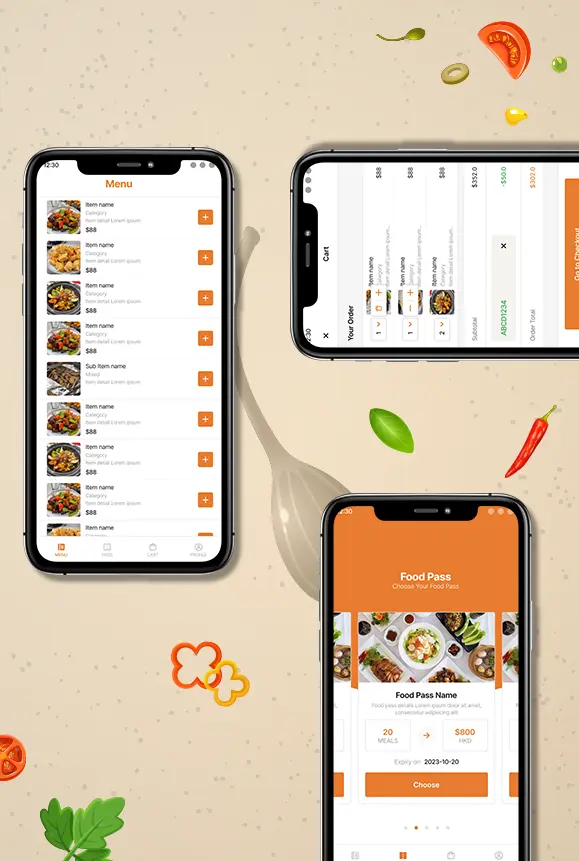 12:30
Menu
Item name
Category
Item detail Lorem ipsum
$88
Item name
Category
Item detail Lorem ipsum
$88
Item name
Category
Item detail Lorem ipsum
$88
Item name
Category
Item detail Lorem ipsum
$88
Sub Item name
Mixed
Item detail Lorem ipsum
Item name
Category
Item detail Lorem ipsum
$88
Item name
Category
Item detail Lorem ipsum
$88
Item name
Category
Item detail Lorem ipsum
$88
Item name
Category
Item detail Lorem ipsum
MENU
PASS
CART
PROFILE
2:30
Cart
Your Order
1
Item name
Category
Item detail Lorem ipsum...
$88
1
Item name
Category
Item detail Lorem ipsum...
$88
2
Item name
Category
Item detail Lorem ipsum...
$88
Subtotal
$352.0
ABCD1234
-$50.0
Order Total
$302.0
Go to Checkout
12:30
Food Pass
Choose Your Food Pass
Food Pass Name
Food pass details Lorem ipsum dolor sit amet,
consectetur adipiscing elit
20
MEALS
$800
HKD
Expiry on 2023-10-20
Choose